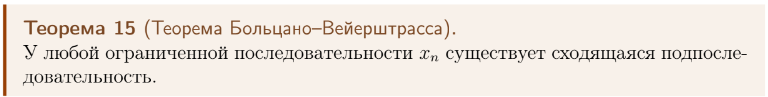 Теорема 15 (Теорема Больцано–Вейерштрасса).
У любой ограниченной последовательности xₙ существует сходящаяся подпосле-
довательность.